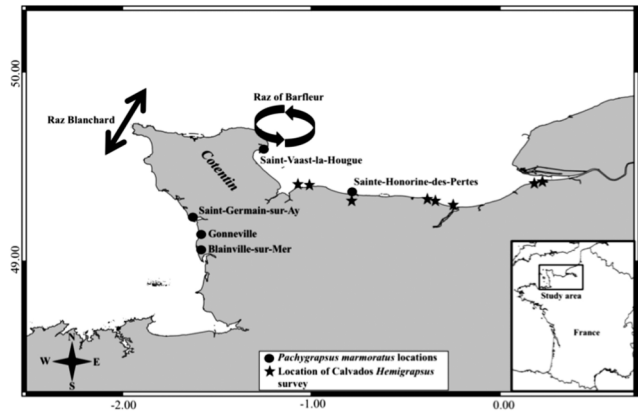 50.00
49.00
Raz Blanchard
Raz of Barfleur
Saint-Vaast-la-Hougue
Cotentin
Sainte-Honorine-des-Pertes
Saint-Germain-sur-Ay
Gonneville
Blainville-sur-Mer
Study area
France
N
W E
S
Pachygrapsus marmoratus locations
Location of Calvados Hemigrapsus
survey
-2.00
-1.00
0.00